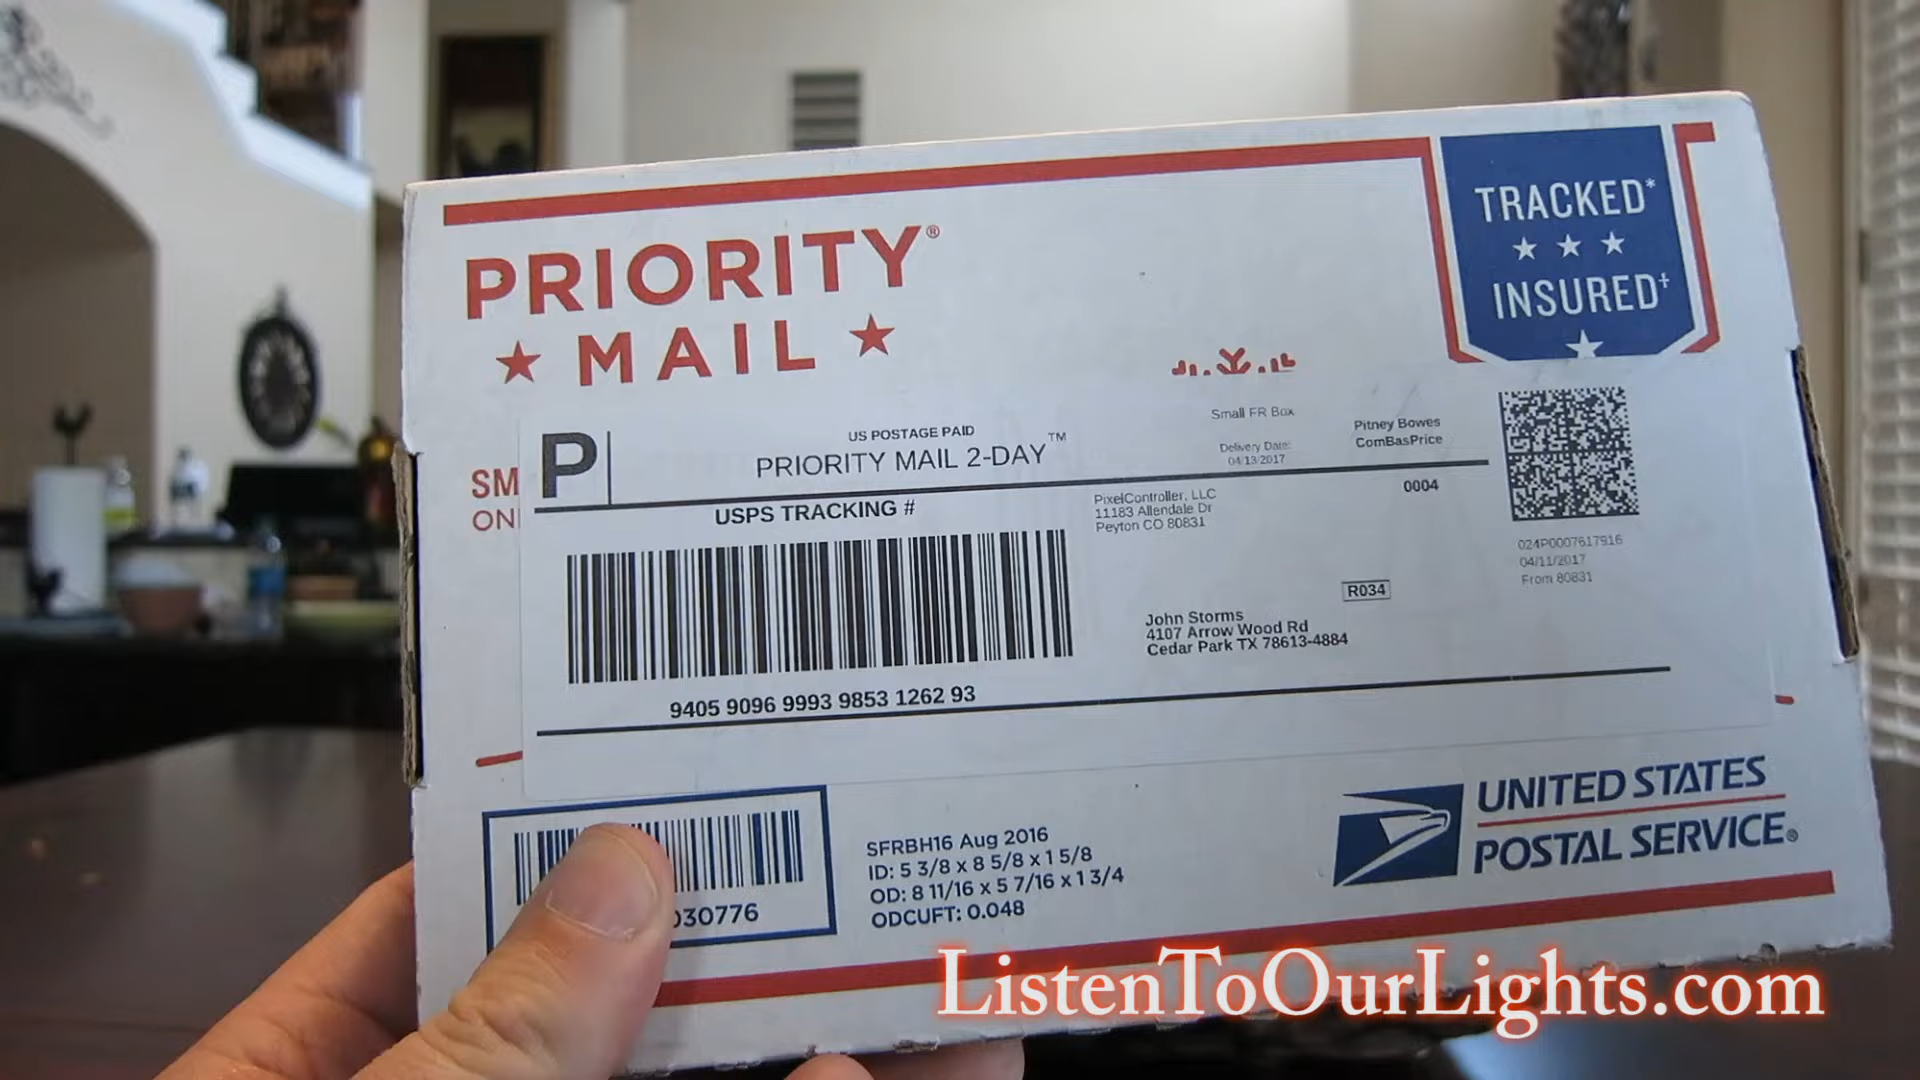 TRACKED*
INSURED†
PRIORITY®
MAIL
Small FR Box
Delivery Date:
04/13/2017
Pitney Bowes
ComBasPrice
P
US POSTAGE PAID
PRIORITY MAIL 2-DAY™
SM
ON
USPS TRACKING #
0004
PixelController, LLC
11183 Allendale Dr
Peyton CO 80831
024P0007617916
04/11/2017
From 80831
R034
John Storms
4107 Arrow Wood Rd
Cedar Park TX 78613-4884
9405 9096 9993 9853 1262 93
030776
SFRBH16 Aug 2016
ID: 5 3/8 x 8 5/8 x 1 5/8
OD: 8 11/16 x 5 7/16 x 1 3/4
ODCUFT: 0.048
UNITED STATES
POSTAL SERVICE®
ListenToOurLights.com